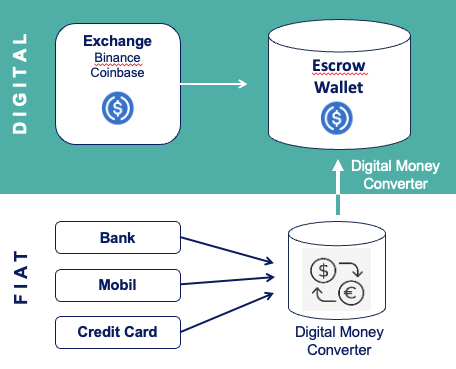 DIGITAL
Exchange
Binance
Coinbase
$
Escrow
Wallet
$
Digital Money
Converter
FIAT
Bank
Mobil
Credit Card
$
€
Digital Money
Converter